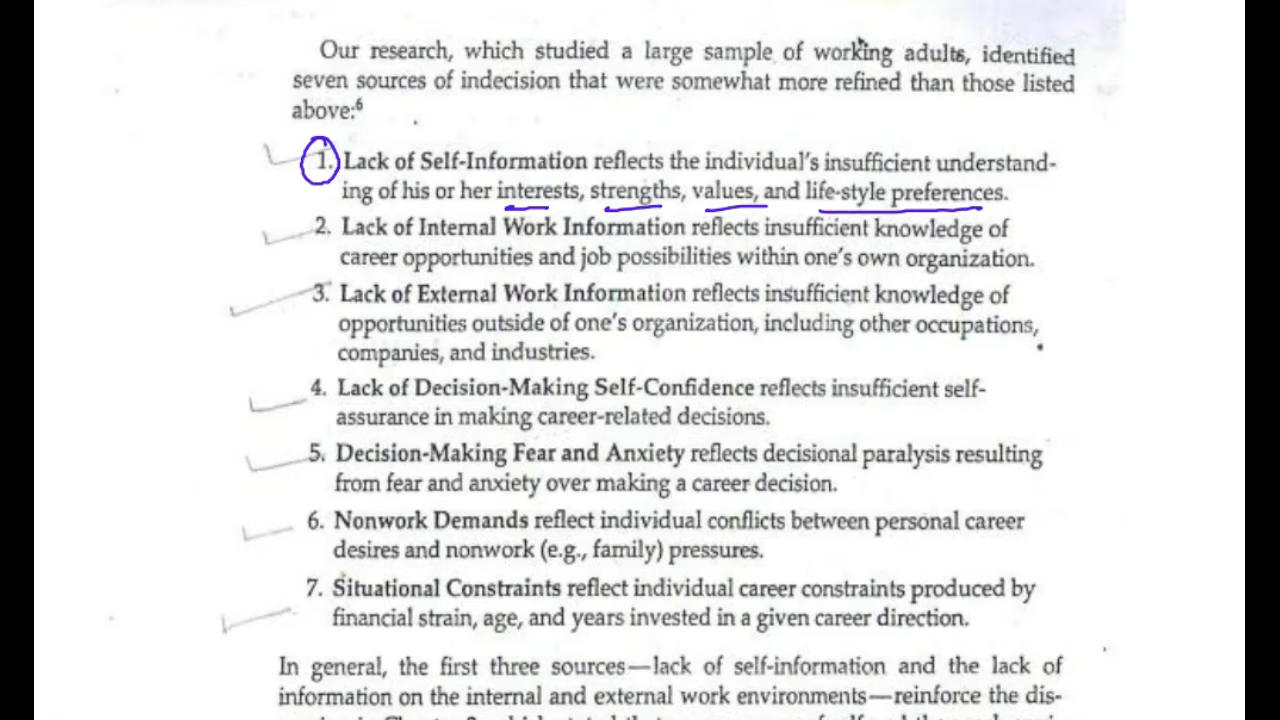 Our research, which studied a large sample of working adults, identified
seven sources of indecision that were somewhat more refined than those listed
above:6
1. Lack of Self-Information reflects the individual's insufficient understand-
ing of his or her interests, strengths, values, and life-style preferences.
2. Lack of Internal Work Information reflects insufficient knowledge of
career opportunities and job possibilities within one's own organization.
3. Lack of External Work Information reflects insufficient knowledge of
opportunities outside of one's organization, including other occupations,
companies, and industries.
4. Lack of Decision-Making Self-Confidence reflects insufficient self-
assurance in making career-related decisions.
5. Decision-Making Fear and Anxiety reflects decisional paralysis resulting
from fear and anxiety over making a career decision.
6. Nonwork Demands reflect individual conflicts between personal career
desires and nonwork (e.g., family) pressures.
7. Situational Constraints reflect individual career constraints produced by
financial strain, age, and years invested in a given career direction.
In general, the first three sources—lack of self-information and the lack of
information on the internal and external work environments—reinforce the dis-